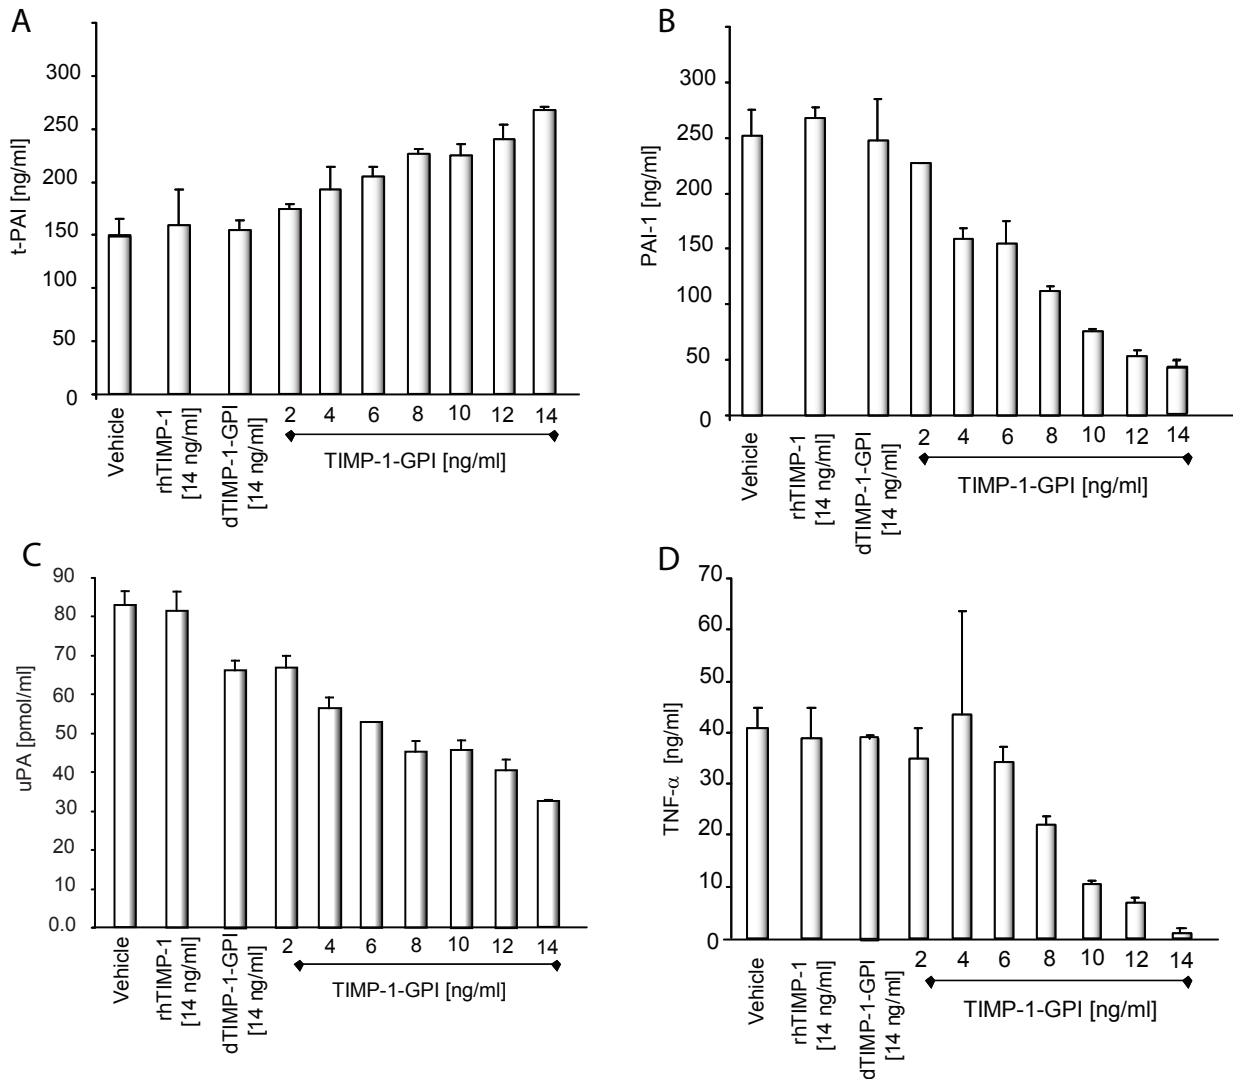 A
t-PAI [ng/ml]
300
250
200
150
100
50
0
Vehicle
rhTIMP-1
[14 ng/ml]
dTIMP-1-GPI
[14 ng/ml]
2 4 6 8 10 12 14
TIMP-1-GPI [ng/ml]
B
PAI-1 [ng/ml]
300
250
200
150
100
50
0
Vehicle
rhTIMP-1
[14 ng/ml]
dTIMP-1-GPI
[14 ng/ml]
2 4 6 8 10 12 14
TIMP-1-GPI [ng/ml]
C
uPA [pmol/ml]
90
80
70
60
50
40
30
20
10
0.0
Vehicle
rhTIMP-1
[14 ng/ml]
dTIMP-1-GPI
[14 ng/ml]
2 4 6 8 10 12 14
TIMP-1-GPI [ng/ml]
D
TNF-α [ng/ml]
70
60
50
40
30
20
10
0
Vehicle
rhTIMP-1
[14 ng/ml]
dTIMP-1-GPI
[14 ng/ml]
2 4 6 8 10 12 14
TIMP-1-GPI [ng/ml]